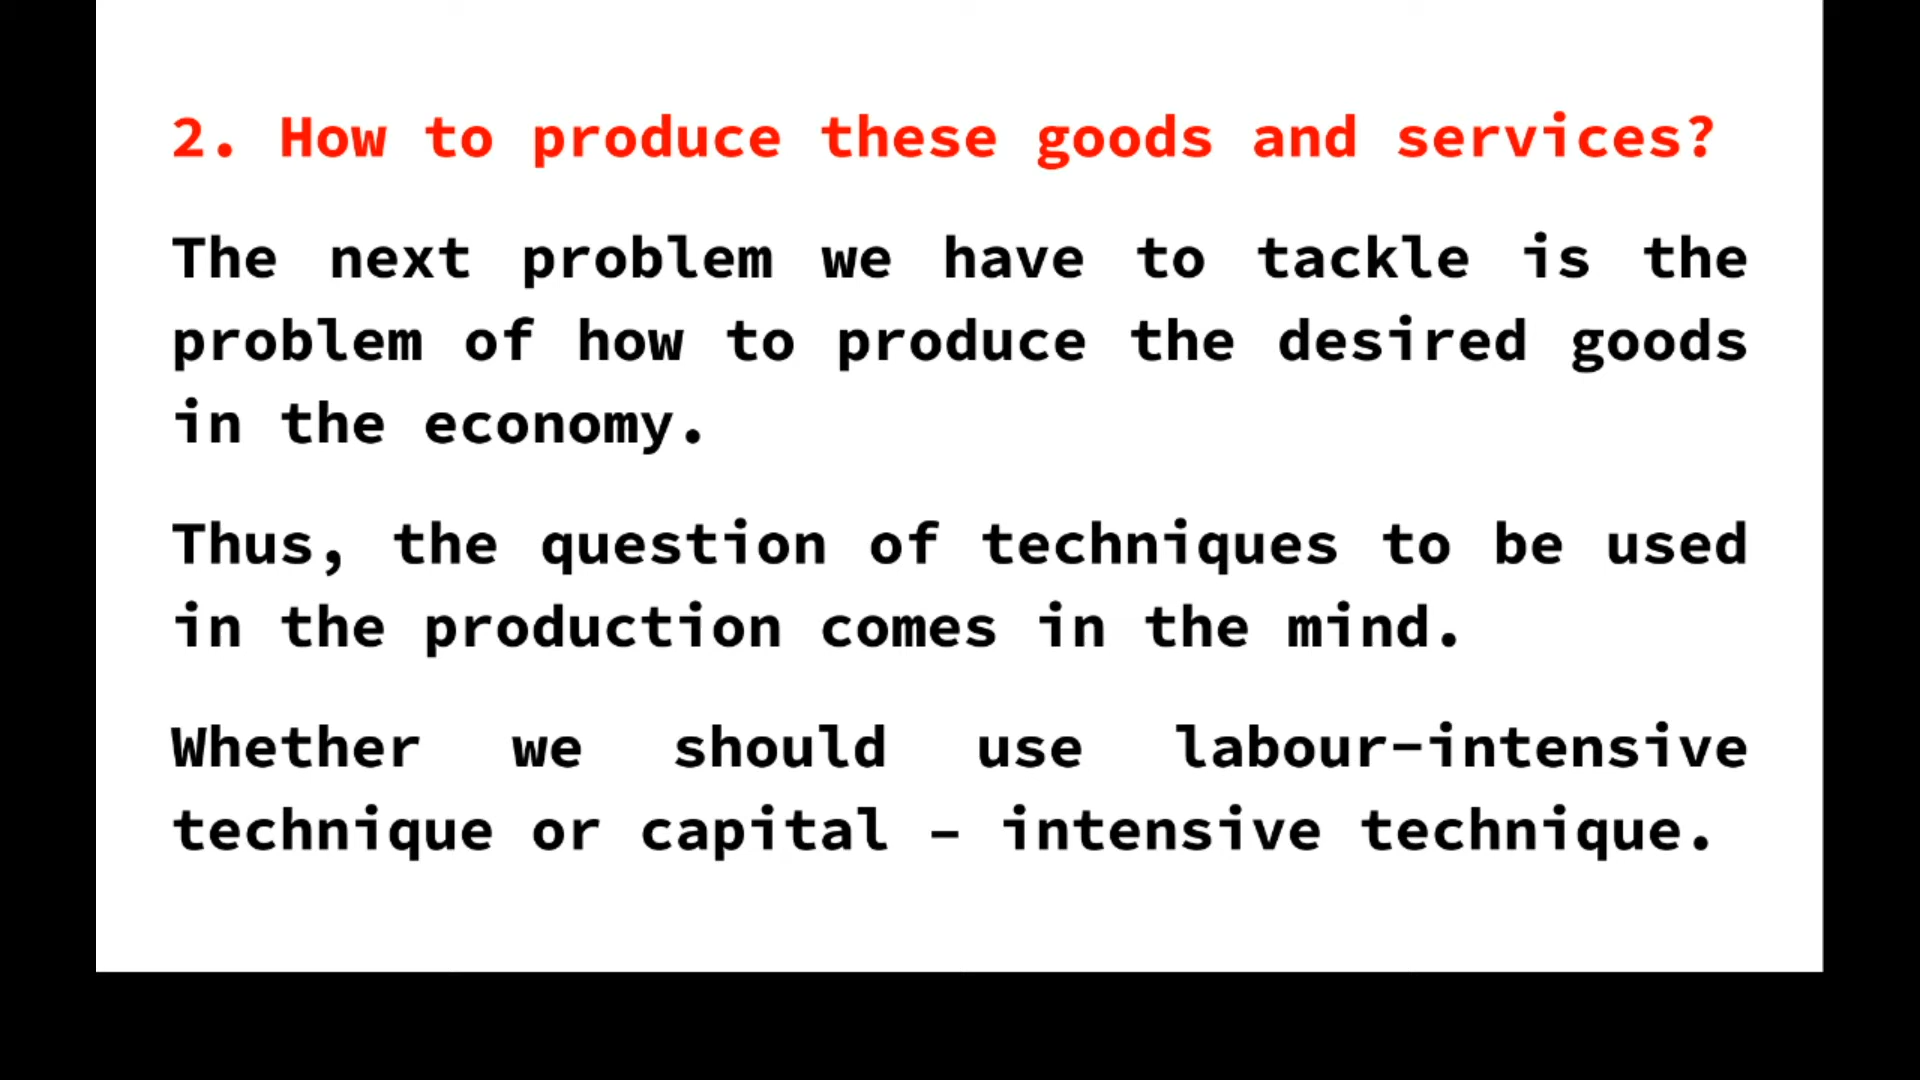 2. How to produce these goods and services?
The next problem we have to tackle is the
problem of how to produce the desired goods
in the economy.
Thus, the question of techniques to be used
in the production comes in the mind.
Whether we should use labour-intensive
technique or capital – intensive technique.